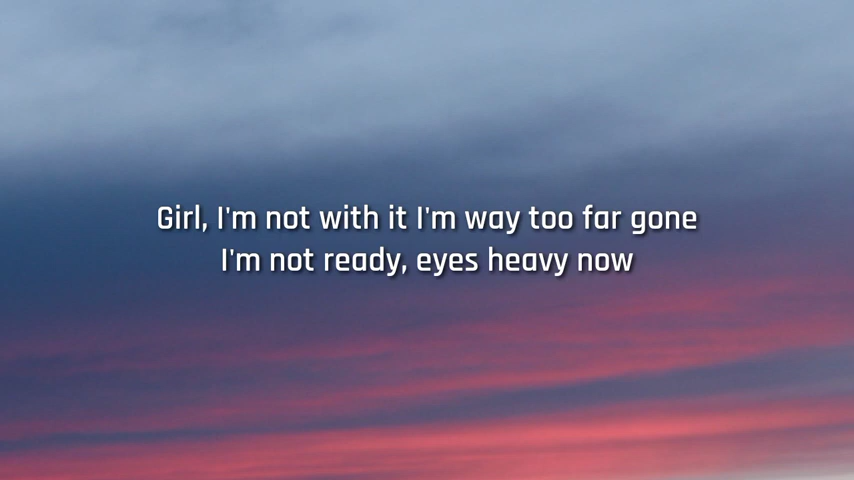 Girl, I'm not with it I'm way too far gone
I'm not ready, eyes heavy now